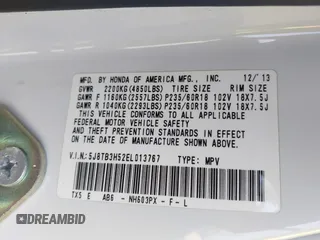 MFD. BY HONDA OF AMERICA MFG., INC. 12/13
GVWR 2200KG(4850LBS) TIRE SIZE RIM SIZE
GAWR F 1160KG(2557LBS) P235/60R18 102V 18X7.5J
GAWR R 1040KG(2293LBS) P235/60R18 102V 18X7.5J
THIS VEHICLE CONFORMS TO ALL APPLICABLE
FEDERAL MOTOR VEHICLE SAFETY AND THEFT
PREVENTION STANDARDS IN EFFECT ON
THE DATE OF MANUFACTURE SHOWN ABOVE.
V.I.N.:5J8TB3H52EL013767 TYPE: MPV
TX5 E AB6 - NH603PX - F - L
DREAMBID